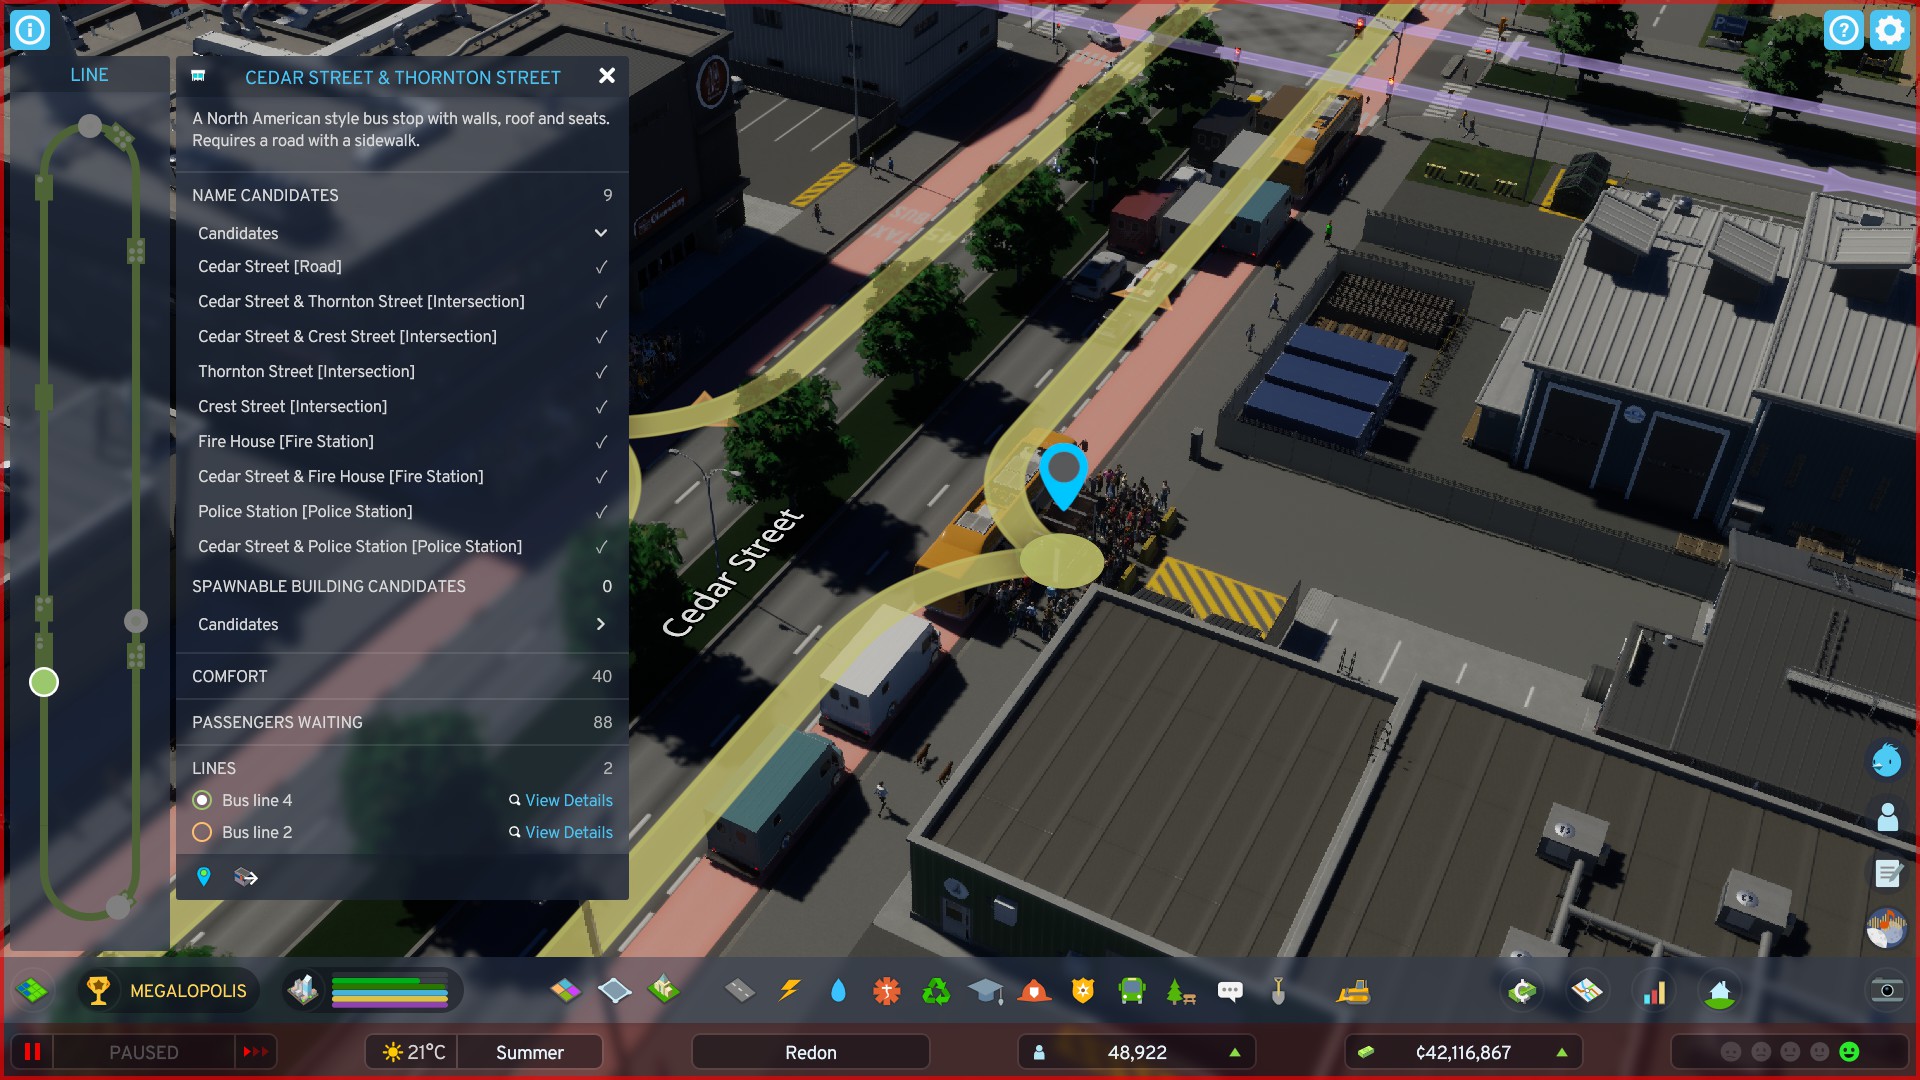 LINE
CEDAR STREET & THORNTON STREET
A North American style bus stop with walls, roof and seats.
Requires a road with a sidewalk.
NAME CANDIDATES 9
Candidates
Cedar Street [Road]
Cedar Street & Thornton Street [Intersection]
Cedar Street & Crest Street [Intersection]
Thornton Street [Intersection]
Crest Street [Intersection]
Fire House [Fire Station]
Cedar Street & Fire House [Fire Station]
Police Station [Police Station]
Cedar Street & Police Station [Police Station]
SPAWNABLE BUILDING CANDIDATES 0
Candidates
COMFORT 40
PASSENGERS WAITING 88
LINES 2
Bus line 4 View Details
Bus line 2 View Details
Cedar Street
MEGALOPOLIS
PAUSED
21°C Summer
Redon
48,922
¢42,116,867